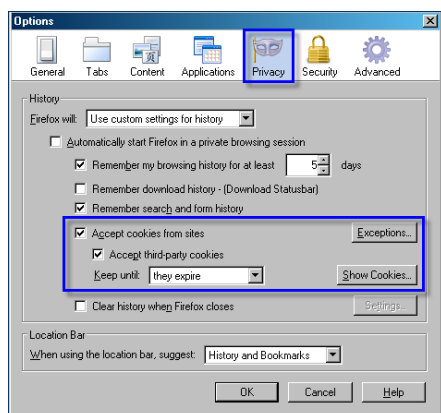 Options
General Tabs Content Applications Privacy Security Advanced
History
Firefox will: Use custom settings for history
Automatically start Firefox in a private browsing session
Remember my browsing history for at least 5 days
Remember download history - (Download Statusbar)
Remember search and form history
Accept cookies from sites Exceptions...
Accept third-party cookies
Keep until: they expire Show Cookies...
Clear history when Firefox closes Settings...
Location Bar
When using the location bar, suggest: History and Bookmarks
OK Cancel Help